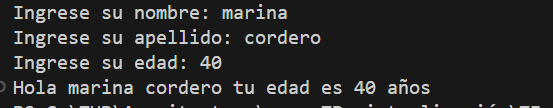 Ingrese su nombre: marina
Ingrese su apellido: cordero
Ingrese su edad: 40
Hola marina cordero tu edad es 40 años